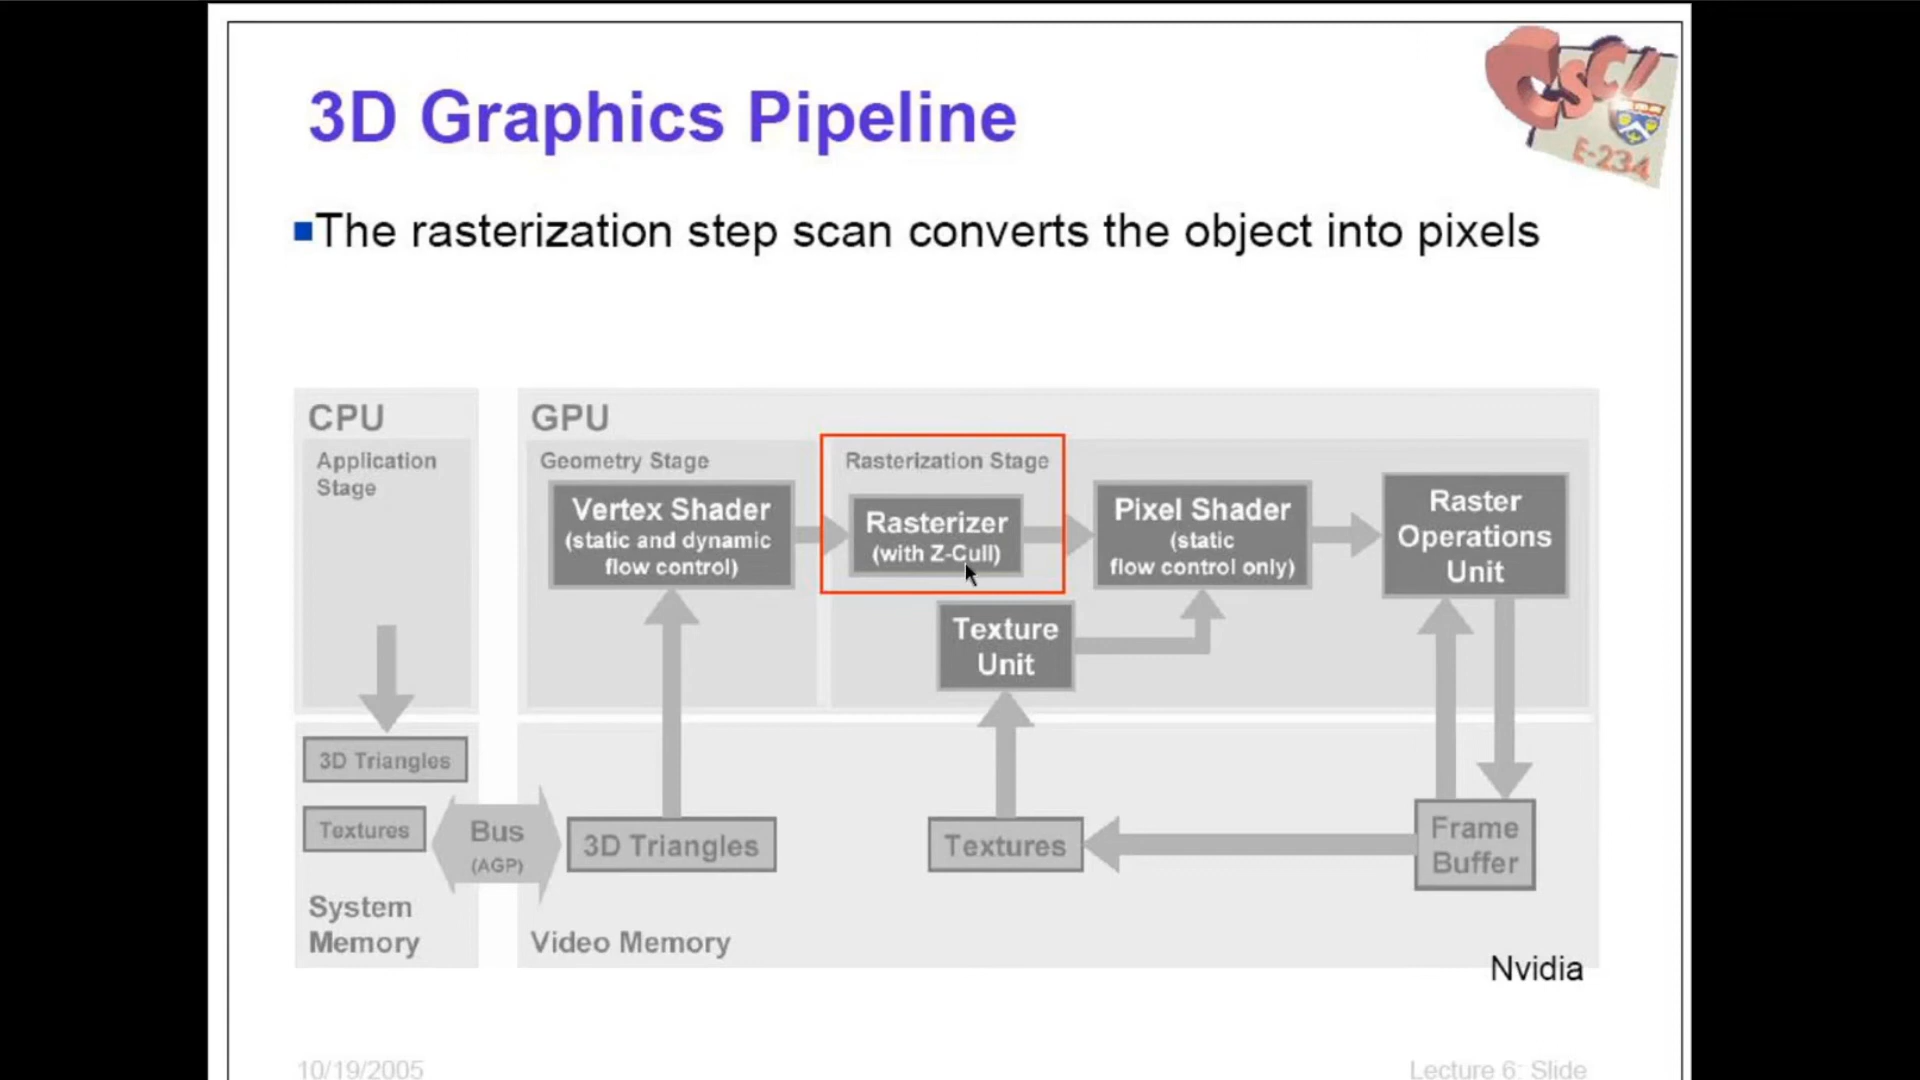 CSCI
E-234
3D Graphics Pipeline
The rasterization step scan converts the object into pixels
CPU
Application
Stage
GPU
Geometry Stage
Vertex Shader
(static and dynamic
flow control)
Rasterization Stage
Rasterizer
(with Z-Cull)
Pixel Shader
(static
flow control only)
Raster
Operations
Unit
Texture
Unit
3D Triangles
Textures
Bus
(AGP)
3D Triangles
Textures
Frame
Buffer
System
Memory
Video Memory
Nvidia
10/19/2005
Lecture 6: Slide